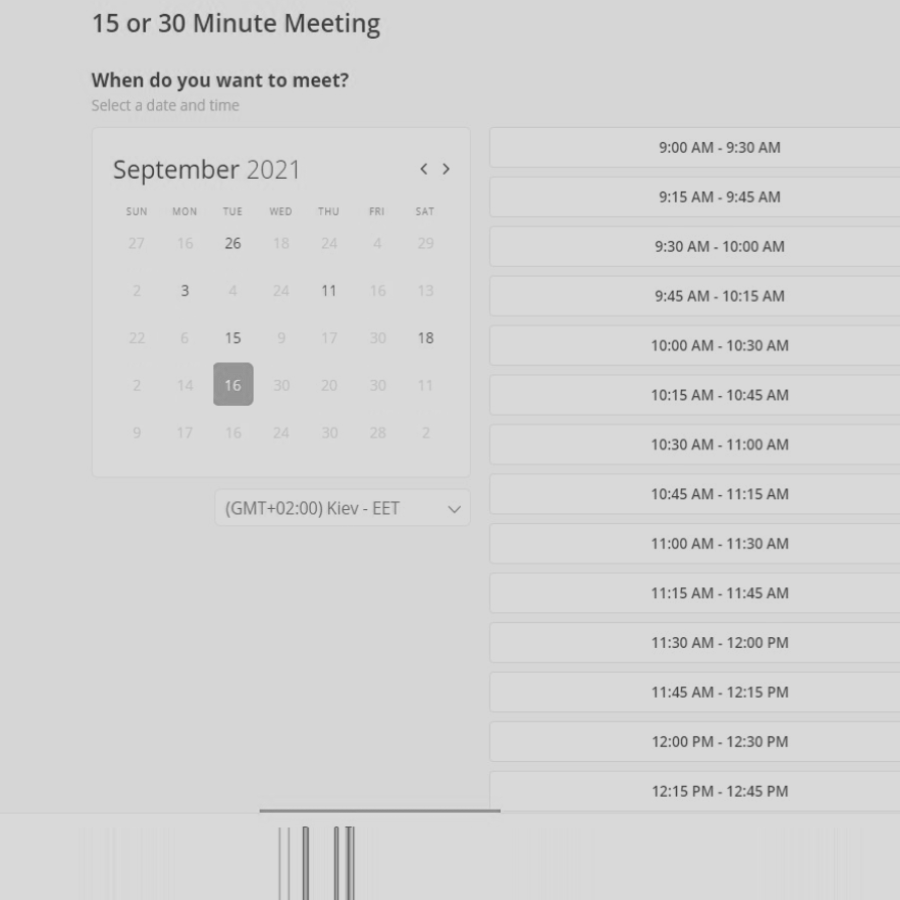 15 or 30 Minute Meeting
When do you want to meet?
Select a date and time
September 2021
SUN MON TUE WED THU FRI SAT
27 16 26 18 24 4 29
2 3 4 24 11 16 13
22 6 15 9 17 30 18
2 14 16 30 20 30 11
9 17 16 24 30 28 2
(GMT+02:00) Kiev - EET
9:00 AM - 9:30 AM
9:15 AM - 9:45 AM
9:30 AM - 10:00 AM
9:45 AM - 10:15 AM
10:00 AM - 10:30 AM
10:15 AM - 10:45 AM
10:30 AM - 11:00 AM
10:45 AM - 11:15 AM
11:00 AM - 11:30 AM
11:15 AM - 11:45 AM
11:30 AM - 12:00 PM
11:45 AM - 12:15 PM
12:00 PM - 12:30 PM
12:15 PM - 12:45 PM